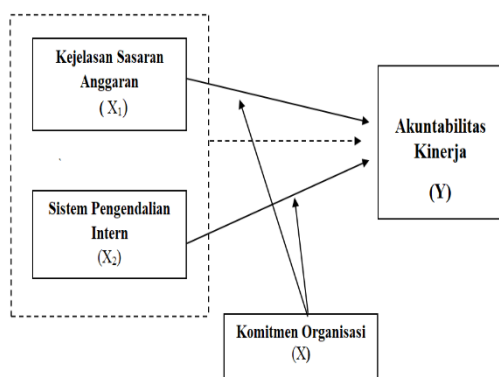 Kejelasan Sasaran
Anggaran
( X₁)
Akuntabilitas
Kinerja
(Y)
Sistem Pengendalian
Intern
(X₂)
Komitmen Organisasi
(X)